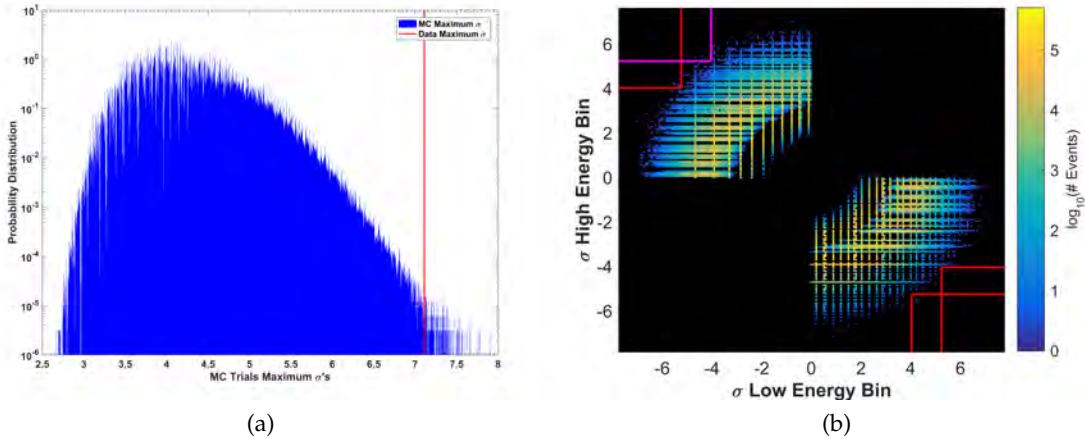 10^1
10^0
10^-1
10^-2
10^-3
10^-4
10^-5
10^-6
Probability Distribution
MC Maximum σ
Data Maximum σ
2.5 3 3.5 4 4.5 5 5.5 6 6.5 7 7.5 8
MC Trials Maximum σ's
(a)
6
4
2
0
-2
-4
-6
σ High Energy Bin
-6 -4 -2 0 2 4 6
σ Low Energy Bin
5
4
3
2
1
0
log10(# Events)
(b)